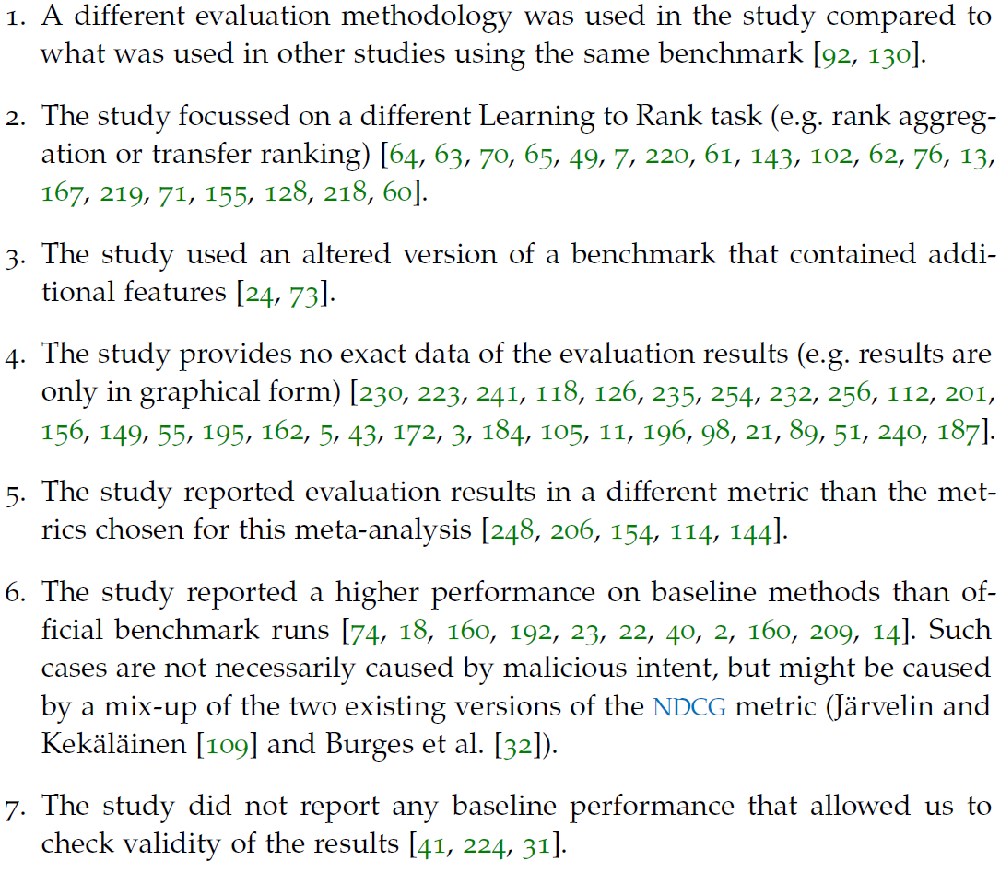 1. A different evaluation methodology was used in the study compared to
what was used in other studies using the same benchmark [92, 130].
2. The study focussed on a different Learning to Rank task (e.g. rank aggreg-
ation or transfer ranking) [64, 63, 70, 65, 49, 7, 220, 61, 143, 102, 62, 76, 13,
167, 219, 71, 155, 128, 218, 60].
3. The study used an altered version of a benchmark that contained addi-
tional features [24, 73].
4. The study provides no exact data of the evaluation results (e.g. results are
only in graphical form) [230, 223, 241, 118, 126, 235, 254, 232, 256, 112, 201,
156, 149, 55, 195, 162, 5, 43, 172, 3, 184, 105, 11, 196, 98, 21, 89, 51, 240, 187].
5. The study reported evaluation results in a different metric than the met-
rics chosen for this meta-analysis [248, 206, 154, 114, 144].
6. The study reported a higher performance on baseline methods than of-
ficial benchmark runs [74, 18, 160, 192, 23, 22, 40, 2, 160, 209, 14]. Such
cases are not necessarily caused by malicious intent, but might be caused
by a mix-up of the two existing versions of the NDCG metric (Järvelin and
Kekäläinen [109] and Burges et al. [32]).
7. The study did not report any baseline performance that allowed us to
check validity of the results [41, 224, 31].